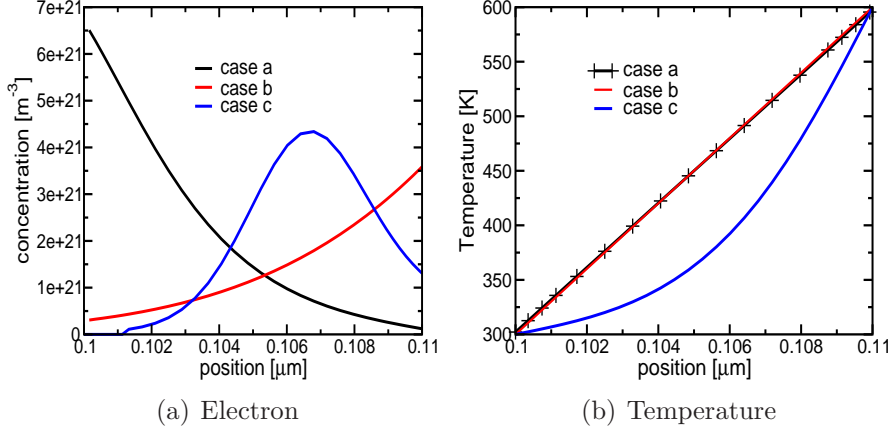 7e+21
6e+21
5e+21
4e+21
3e+21
2e+21
1e+21
0
concentration [m⁻³]
case a
case b
case c
0.1 0.102 0.104 0.106 0.108 0.11
position [μm]
(a) Electron
600
550
500
450
400
350
300
Temperature [K]
case a
case b
case c
0.1 0.102 0.104 0.106 0.108 0.11
position [μm]
(b) Temperature